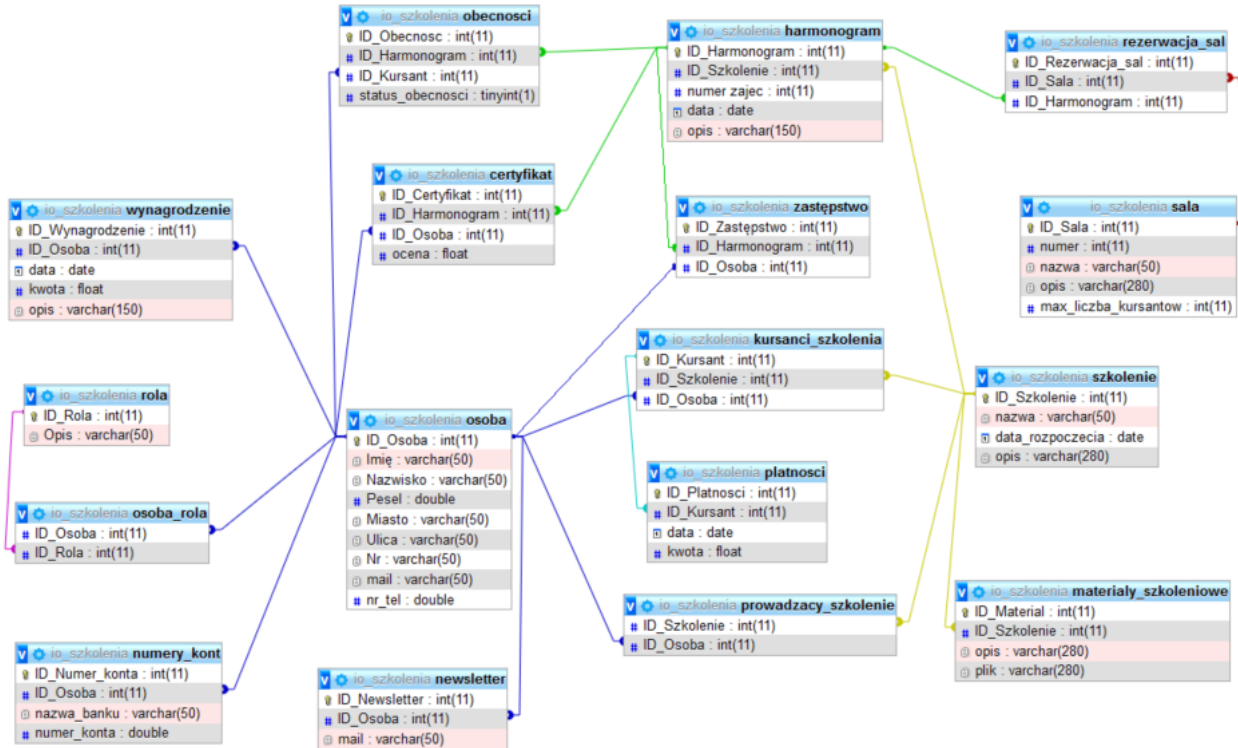 io_szkolenia obecnosci
ID_Obecnosc : int(11)
ID_Harmonogram : int(11)
ID_Kursant : int(11)
status_obecnosci : tinyint(1)
io_szkolenia harmonogram
ID_Harmonogram : int(11)
ID_Szkolenie : int(11)
numer zajec : int(11)
data : date
opis : varchar(150)
io_szkolenia rezerwacja_sal
ID_Rezerwacja_sal : int(11)
ID_Sala : int(11)
ID_Harmonogram : int(11)
io_szkolenia certyfikat
ID_Certyfikat : int(11)
ID_Harmonogram : int(11)
ID_Osoba : int(11)
ocena : float
io_szkolenia wynagrodzenie
ID_Wynagrodzenie : int(11)
ID_Osoba : int(11)
data : date
kwota : float
opis : varchar(150)
io_szkolenia zastępstwo
ID_Zastępstwo : int(11)
ID_Harmonogram : int(11)
ID_Osoba : int(11)
io_szkolenia sala
ID_Sala : int(11)
numer : int(11)
nazwa : varchar(50)
opis : varchar(280)
max_liczba_kursantow : int(11)
io_szkolenia kursanci_szkolenia
ID_Kursant : int(11)
ID_Szkolenie : int(11)
ID_Osoba : int(11)
io_szkolenia szkolenie
ID_Szkolenie : int(11)
nazwa : varchar(50)
data_rozpoczecia : date
opis : varchar(280)
io_szkolenia rola
ID_Rola : int(11)
Opis : varchar(50)
io_szkolenia osoba
ID_Osoba : int(11)
Imię : varchar(50)
Nazwisko : varchar(50)
Pesel : double
Miasto : varchar(50)
Ulica : varchar(50)
Nr : varchar(50)
mail : varchar(50)
nr_tel : double
io_szkolenia platnosci
ID_Platnosci : int(11)
ID_Kursant : int(11)
data : date
kwota : float
io_szkolenia osoba_rola
ID_Osoba : int(11)
ID_Rola : int(11)
io_szkolenia prowadzacy_szkolenie
ID_Szkolenie : int(11)
ID_Osoba : int(11)
io_szkolenia materialy_szkoleniowe
ID_Material : int(11)
ID_Szkolenie : int(11)
opis : varchar(280)
plik : varchar(280)
io_szkolenia numery_kont
ID_Numer_konta : int(11)
ID_Osoba : int(11)
nazwa_banku : varchar(50)
numer_konta : double
io_szkolenia newsletter
ID_Newsletter : int(11)
ID_Osoba : int(11)
mail : varchar(50)